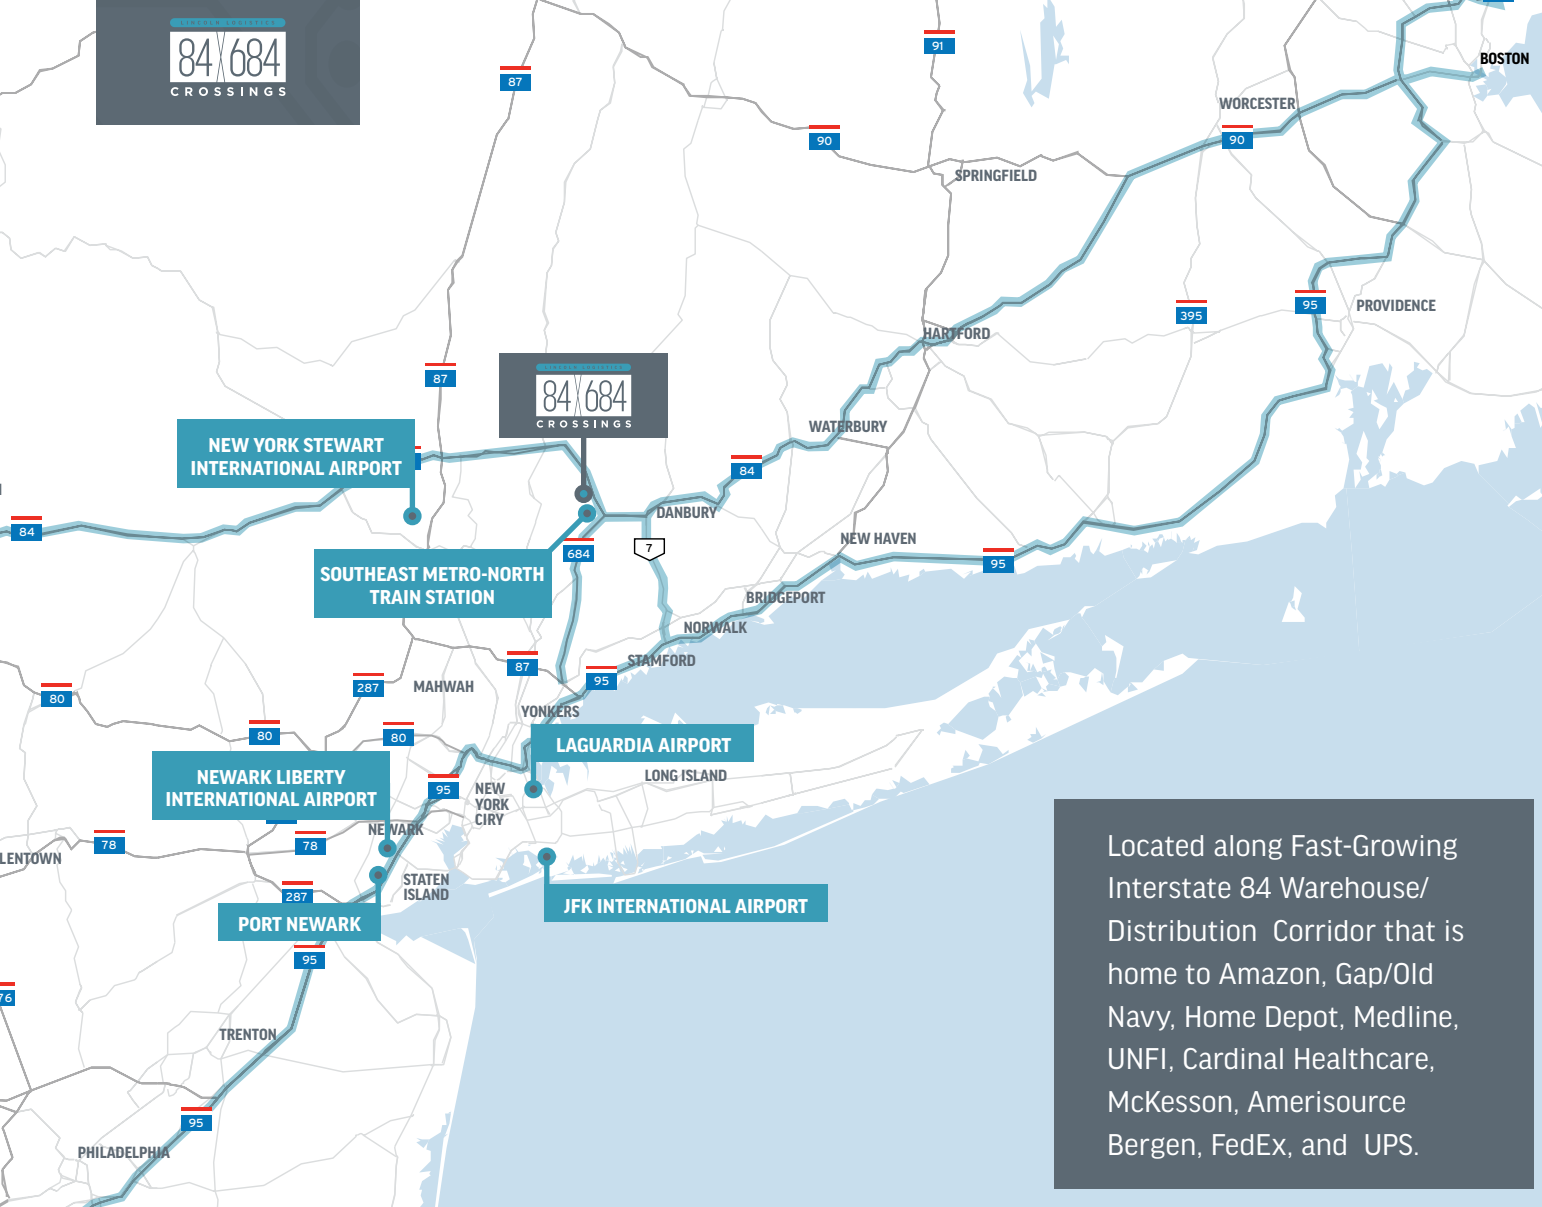 LINCOLN LOGISTICS
84 684
CROSSINGS
BOSTON
91
87
WORCESTER
90
90
SPRINGFIELD
395
95
PROVIDENCE
HARTFORD
87
LINCOLN LOGISTICS
84 684
CROSSINGS
NEW YORK STEWART
INTERNATIONAL AIRPORT
WATERBURY
84
84
DANBURY
7
684
NEW HAVEN
95
SOUTHEAST METRO-NORTH
TRAIN STATION
BRIDGEPORT
NORWALK
STAMFORD
87
95
287
MAHWAH
80
YONKERS
80
80
LAGUARDIA AIRPORT
LONG ISLAND
NEWARK LIBERTY
INTERNATIONAL AIRPORT
95
NEW
YORK
CIRY
NEWARK
78
78
LENTOWN
STATEN
ISLAND
287
PORT NEWARK
JFK INTERNATIONAL AIRPORT
95
76
TRENTON
95
PHILADELPHIA
Located along Fast-Growing
Interstate 84 Warehouse/
Distribution  Corridor that is
home to Amazon, Gap/Old
Navy, Home Depot, Medline,
UNFI, Cardinal Healthcare,
McKesson, Amerisource
Bergen, FedEx, and  UPS.